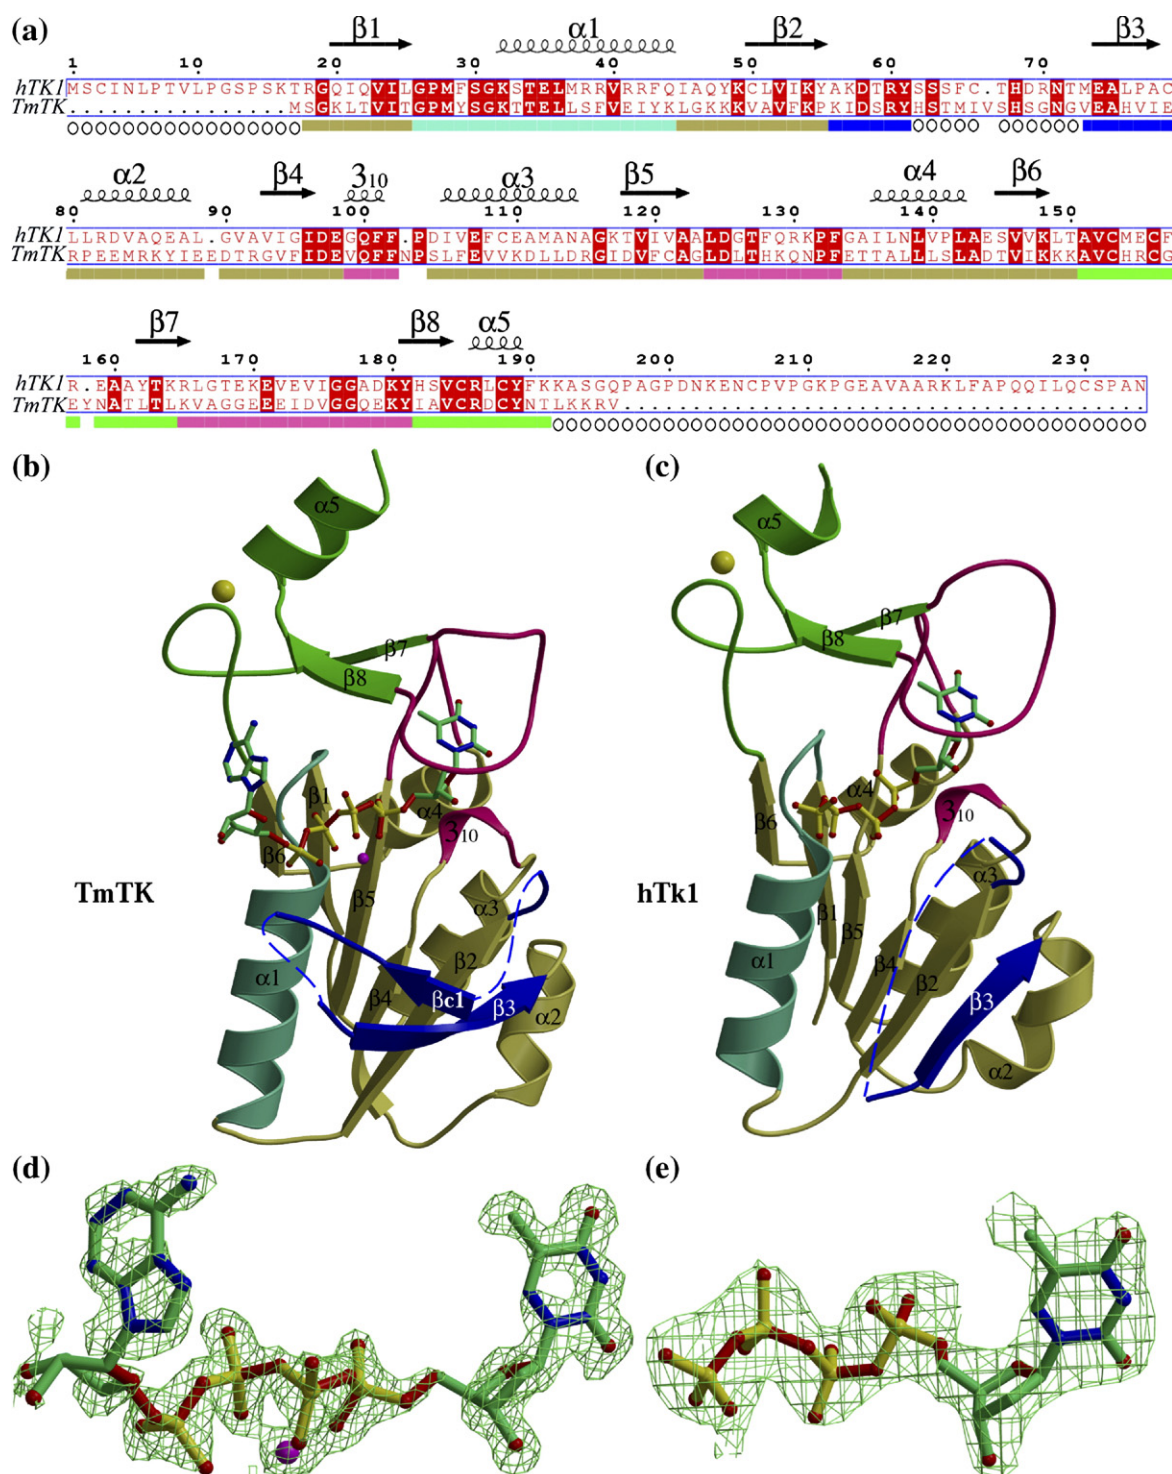 (a)
β1 α1 β2 β3
1 10 20 30 40 50 60 70
hTK1 MSCINLPTVLPGSPSKTRGQIQVILGPMFSGKSTELMRRVRRFQIAQYKCLVIKYAKDTRYSSSFC.THDRNTMEALPAC
TmTK ................MSGKLTVITGPMFSGKTTELLSFVEIYKLGKKVAVFKPKIDSRYHSTMIVSHSGNGVEAHVIE
α2 β4 3₁₀ α3 β5 α4 β6
80 90 100 110 120 130 140 150
hTK1 LLRDVAQEAL.GVAVIGIDEGQFF.PDIVEFCEAMANAGKTVIVAALDGTFQRKPFGAILNLVPLAESVVKLTAVCMECF
TmTK RPEEMRKYIEEDTRGVFIDEVQFFNPSLFEVVKDLLDRGIDVFCAGLDLTHKQNPFETTALLLSLADTVIKKKAVCHRCG
β7 β8 α5
160 170 180 190 200 210 220 230
hTK1 R.EAAYTKRLGTEKEVEVIGGADKYHSVCRLCYFKKASGQPAGPDNKENCPVPGKPGEAVAARKLFAPQQILQCSPAN
TmTK EYNATLTLKVAGGEEEIDVGGQEKYIAVCRDCYNTLKKRV......................................
(b)
α5
β7
β8
β1
α4
β6
3₁₀
TmTK
β5
α3
β2
α1
β4
βc1
β3
α2
(c)
α5
β7
β8
α4
β6
3₁₀
hTk1
α3
β1
β5
α1
β4
β2
β3
α2
(d)
(e)